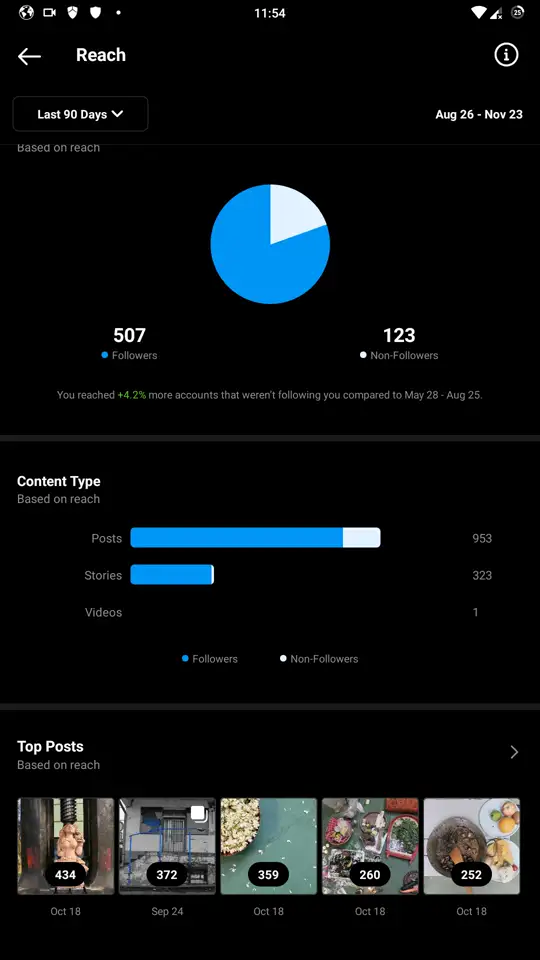 11:54
25
Reach
Last 90 Days
Aug 26 - Nov 23
Based on reach
507
123
Followers
Non-Followers
You reached +4.2% more accounts that weren't following you compared to May 28 - Aug 25.
Content Type
Based on reach
Posts 953
Stories 323
Videos 1
Followers Non-Followers
Top Posts
Based on reach
434 372 359 260 252
Oct 18 Sep 24 Oct 18 Oct 18 Oct 18